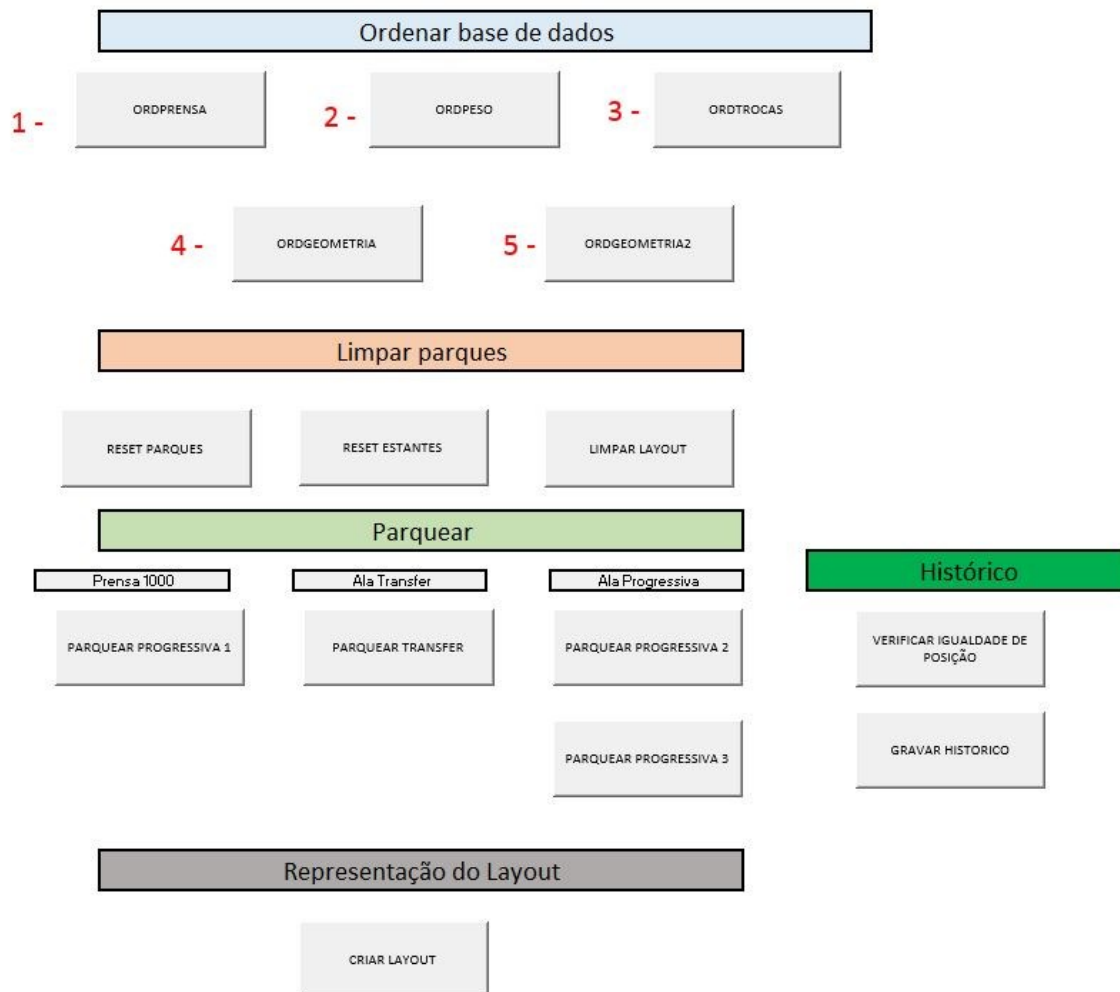 Ordenar base de dados
1 - ORDPRENSA
2 - ORDPESO
3 - ORDTROCAS
4 - ORDGEOMETRIA
5 - ORDGEOMETRIA2
Limpar parques
RESET PARQUES
RESET ESTANTES
LIMPAR LAYOUT
Parquear
Prensa 1000
Ala Transfer
Ala Progressiva
PARQUEAR PROGRESSIVA 1
PARQUEAR TRANSFER
PARQUEAR PROGRESSIVA 2
PARQUEAR PROGRESSIVA 3
Histórico
VERIFICAR IGUALDADE DE
POSIÇÃO
GRAVAR HISTORICO
Representação do Layout
CRIAR LAYOUT